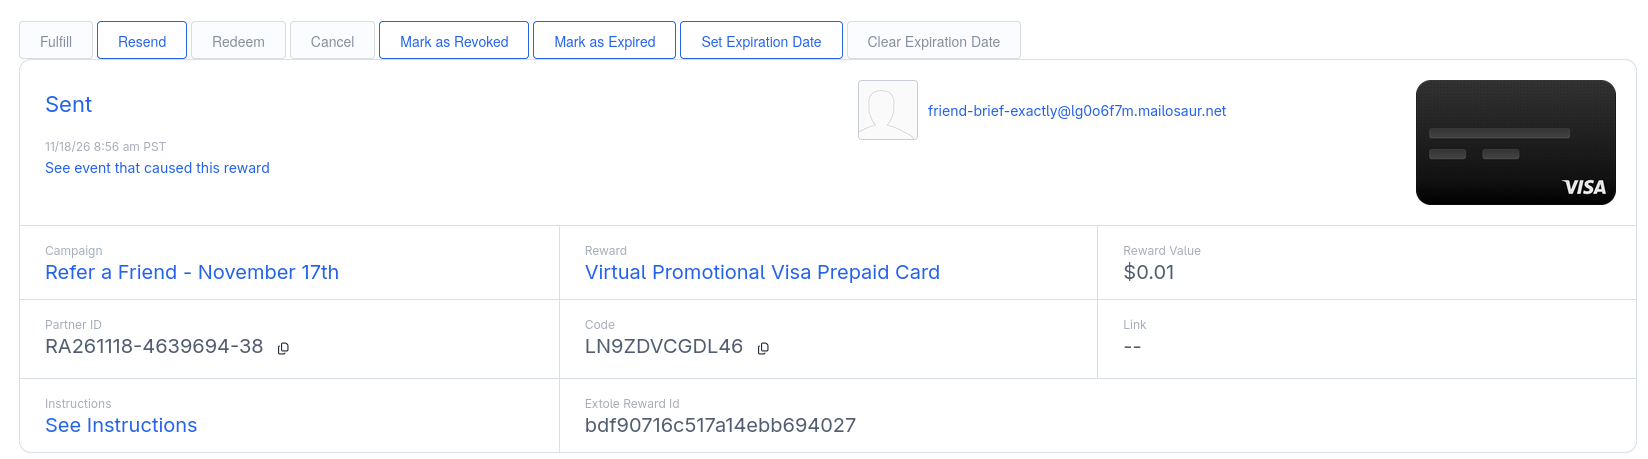 Fulfill Resend Redeem Cancel Mark as Revoked Mark as Expired Set Expiration Date Clear Expiration Date
Sent
friend-brief-exactly@lg0o6f7m.mailosaur.net
11/18/26 8:56 am PST
See event that caused this reward
VISA
Campaign Reward Reward Value
Refer a Friend - November 17th Virtual Promotional Visa Prepaid Card $0.01
Partner ID Code Link
RA261118-4639694-38 LN9ZDVCGDL46 --
Instructions Extole Reward Id
See Instructions bdf90716c517a14ebb694027